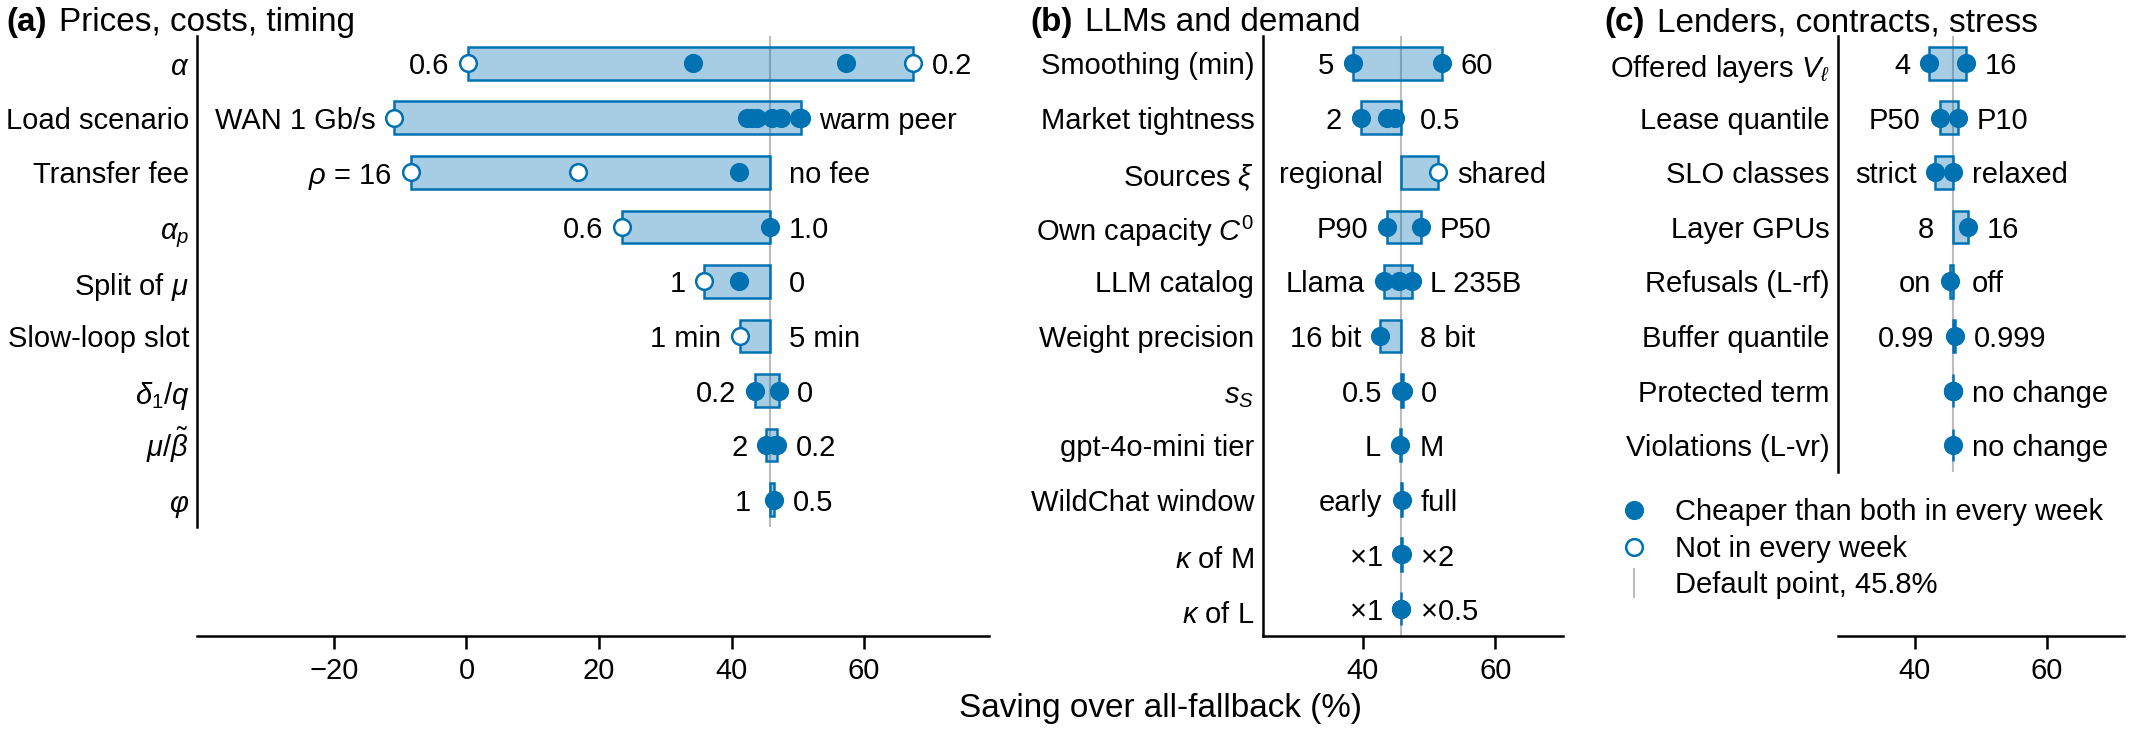 (a) Prices, costs, timing
α 0.6 0.2
Load scenario WAN 1 Gb/s warm peer
Transfer fee ρ = 16 no fee
αₚ 0.6 1.0
Split of μ 1 0
Slow-loop slot 1 min 5 min
δ₁/q 0.2 0
μ/β̃ 2 0.2
φ 1 0.5
−20 0 20 40 60
(b) LLMs and demand
Smoothing (min) 5 60
Market tightness 2 0.5
Sources ξ regional shared
Own capacity C⁰ P90 P50
LLM catalog Llama L 235B
Weight precision 16 bit 8 bit
s_S 0.5 0
gpt-4o-mini tier L M
WildChat window early full
κ of M ×1 ×2
κ of L ×1 ×0.5
40 60
(c) Lenders, contracts, stress
Offered layers V_ℓ 4 16
Lease quantile P50 P10
SLO classes strict relaxed
Layer GPUs 8 16
Refusals (L-rf) on off
Buffer quantile 0.99 0.999
Protected term no change
Violations (L-vr) no change
Cheaper than both in every week
Not in every week
Default point, 45.8%
40 60
Saving over all-fallback (%)